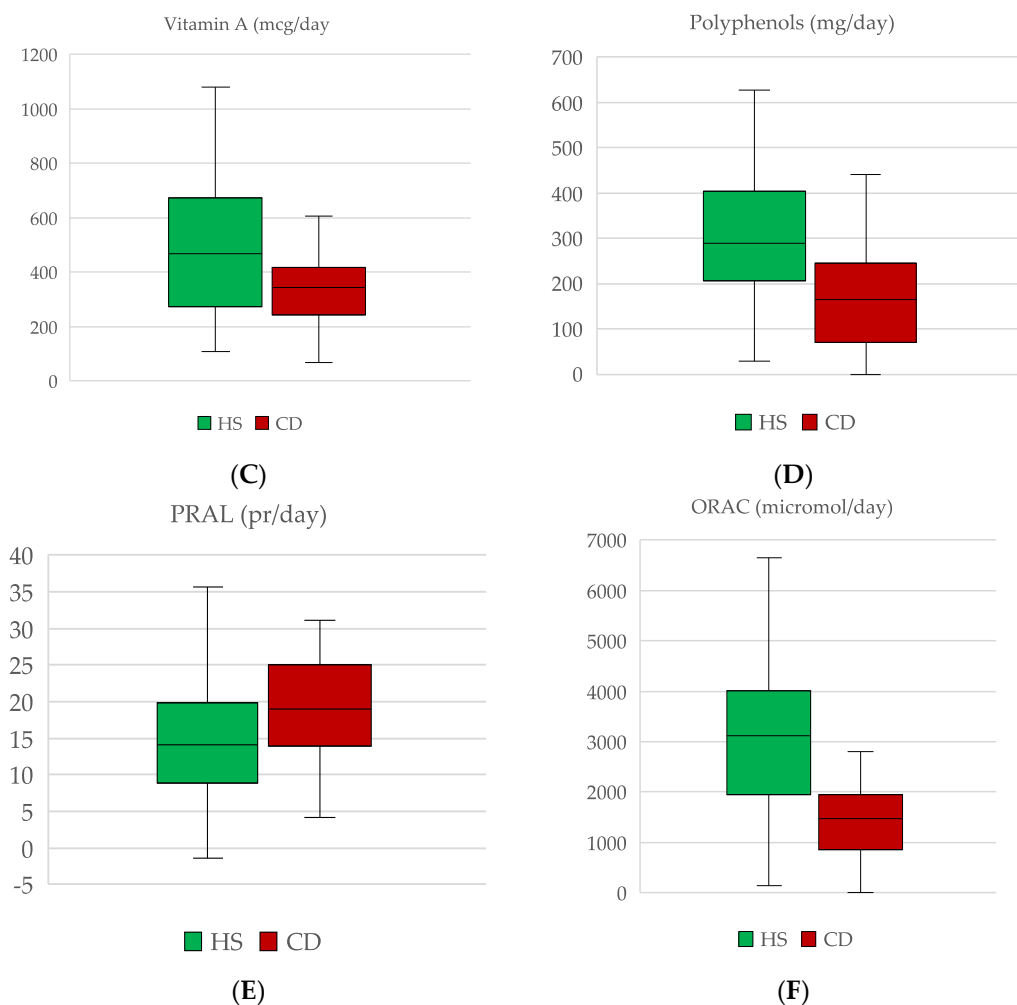 Vitamin A (mcg/day
1200
1000
800
600
400
200
0
HS CD
(C)
Polyphenols (mg/day)
700
600
500
400
300
200
100
0
HS CD
(D)
PRAL (pr/day)
40
35
30
25
20
15
10
5
0
-5
HS CD
(E)
ORAC (micromol/day)
7000
6000
5000
4000
3000
2000
1000
0
HS CD
(F)